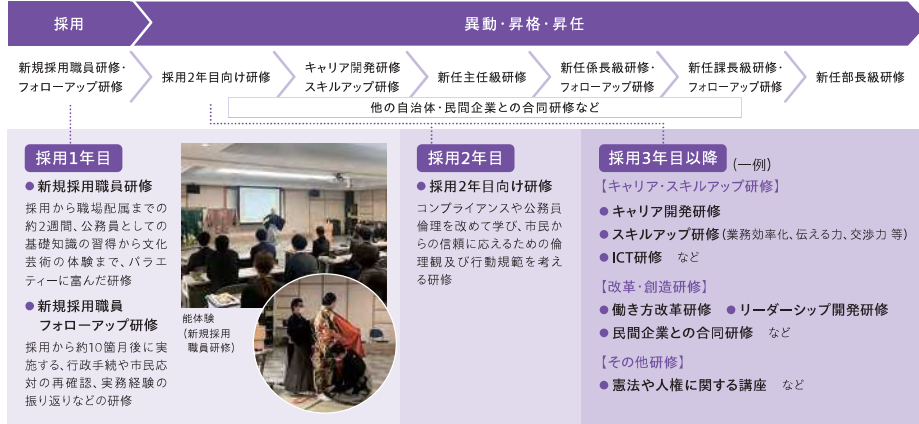 採用
異動・昇格・昇任
新規採用職員研修・
フォローアップ研修
採用2年目向け研修
キャリア開発研修
スキルアップ研修
新任主任級研修
新任係長級研修・
フォローアップ研修
新任課長級研修・
フォローアップ研修
新任部長級研修
他の自治体・民間企業との合同研修など
採用1年目
●新規採用職員研修
採用から職場配属までの
約2週間、公務員としての
基礎知識の習得から文化
芸術の体験まで、バラエ
ティーに富んだ研修
●新規採用職員
フォローアップ研修
採用から約10箇月後に実
施する、行政手続や市民応
対の再確認、実務経験の
振り返りなどの研修
能体験
(新規採用
職員研修)
採用2年目
●採用2年目向け研修
コンプライアンスや公務員
倫理を改めて学び、市民か
らの信頼に応えるための倫
理観及び行動規範を考え
る研修
採用3年目以降 (一例)
【キャリア・スキルアップ研修】
●キャリア開発研修
●スキルアップ研修(業務効率化、伝える力、交渉力 等)
●ICT研修 など
【改革・創造研修】
●働き方改革研修 ●リーダーシップ開発研修
●民間企業との合同研修 など
【その他研修】
●憲法や人権に関する講座 など